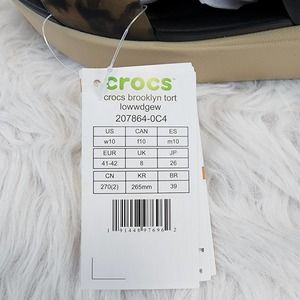 crocs
crocs brooklyn tort
lowwdgew
207864-0C4
US CAN ES
w10 f10 m10
EUR UK JP
41-42 8 26
CN KR BR
270(2) 265mm 39